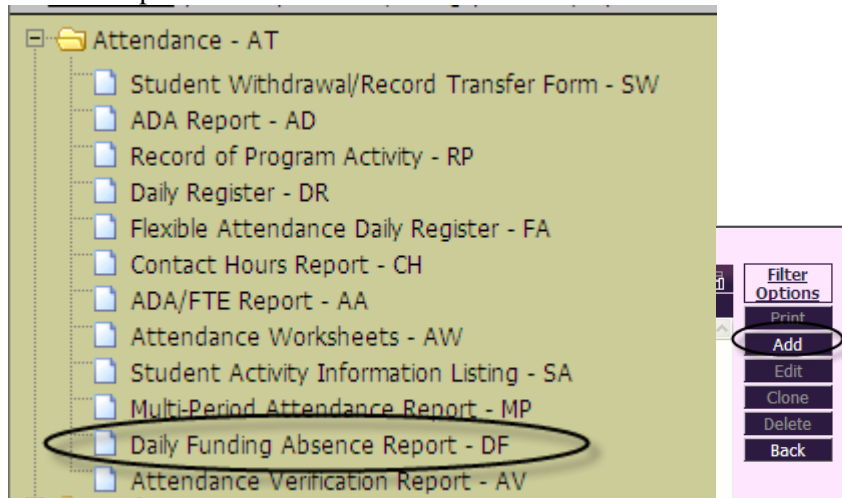 Attendance - AT
Student Withdrawal/Record Transfer Form - SW
ADA Report - AD
Record of Program Activity - RP
Daily Register - DR
Flexible Attendance Daily Register - FA
Contact Hours Report - CH
ADA/FTE Report - AA
Attendance Worksheets - AW
Student Activity Information Listing - SA
Multi-Period Attendance Report - MP
Daily Funding Absence Report - DF
Attendance Verification Report - AV
Filter
Options
Print
Add
Edit
Clone
Delete
Back